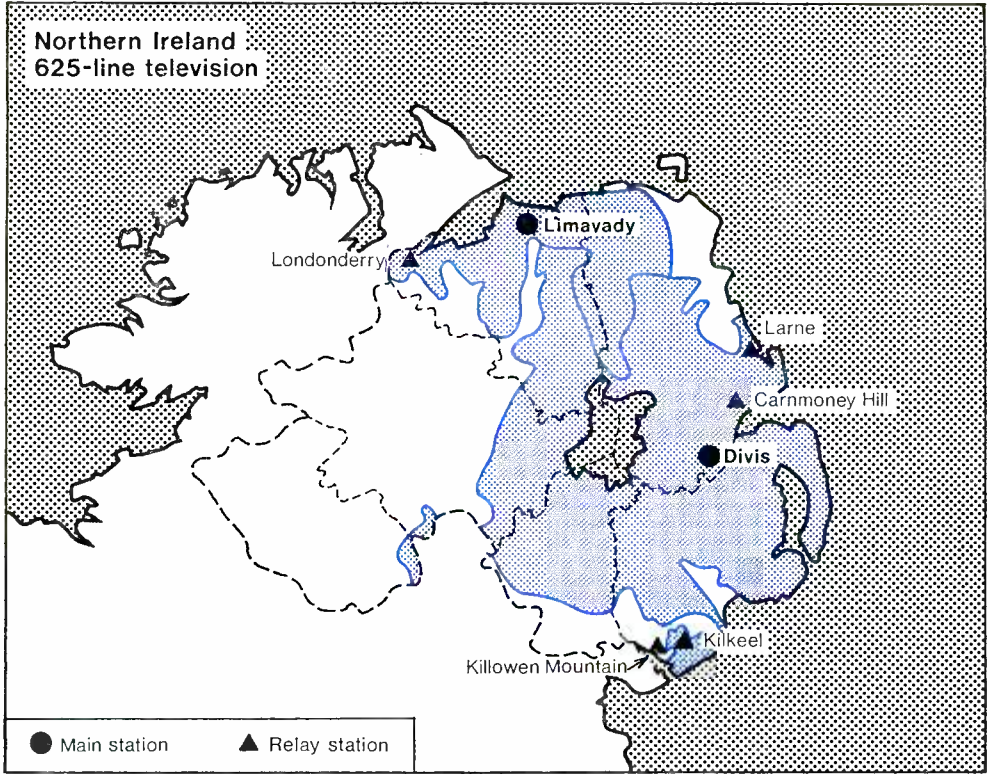 Northern Ireland
625-line television
Limavady
Londonderry
Larne
Carnmoney Hill
Divis
Kilkeel
Killowen Mountain
Main station
Relay station